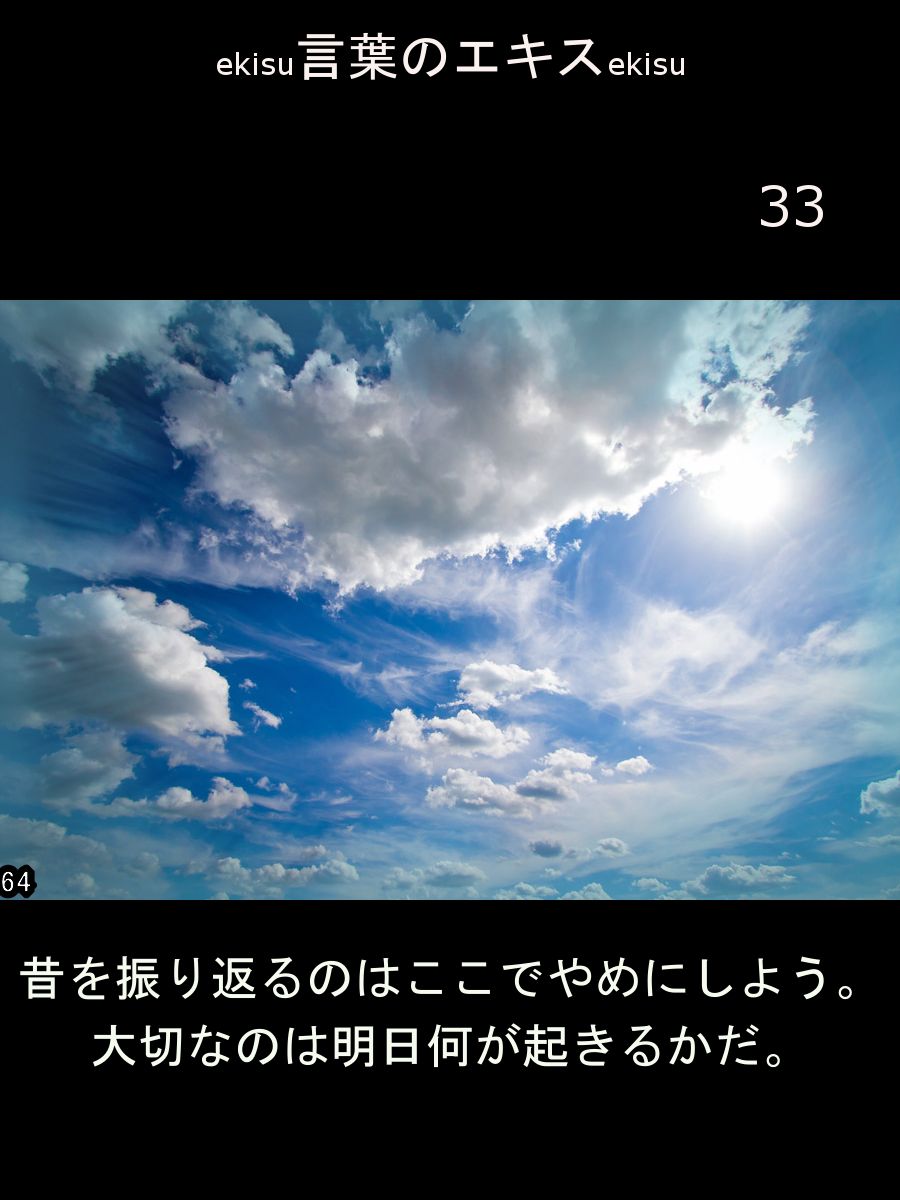 ekisu言葉のエキスekisu
33
64
昔を振り返るのはここでやめにしよう。
大切なのは明日何が起きるかだ。